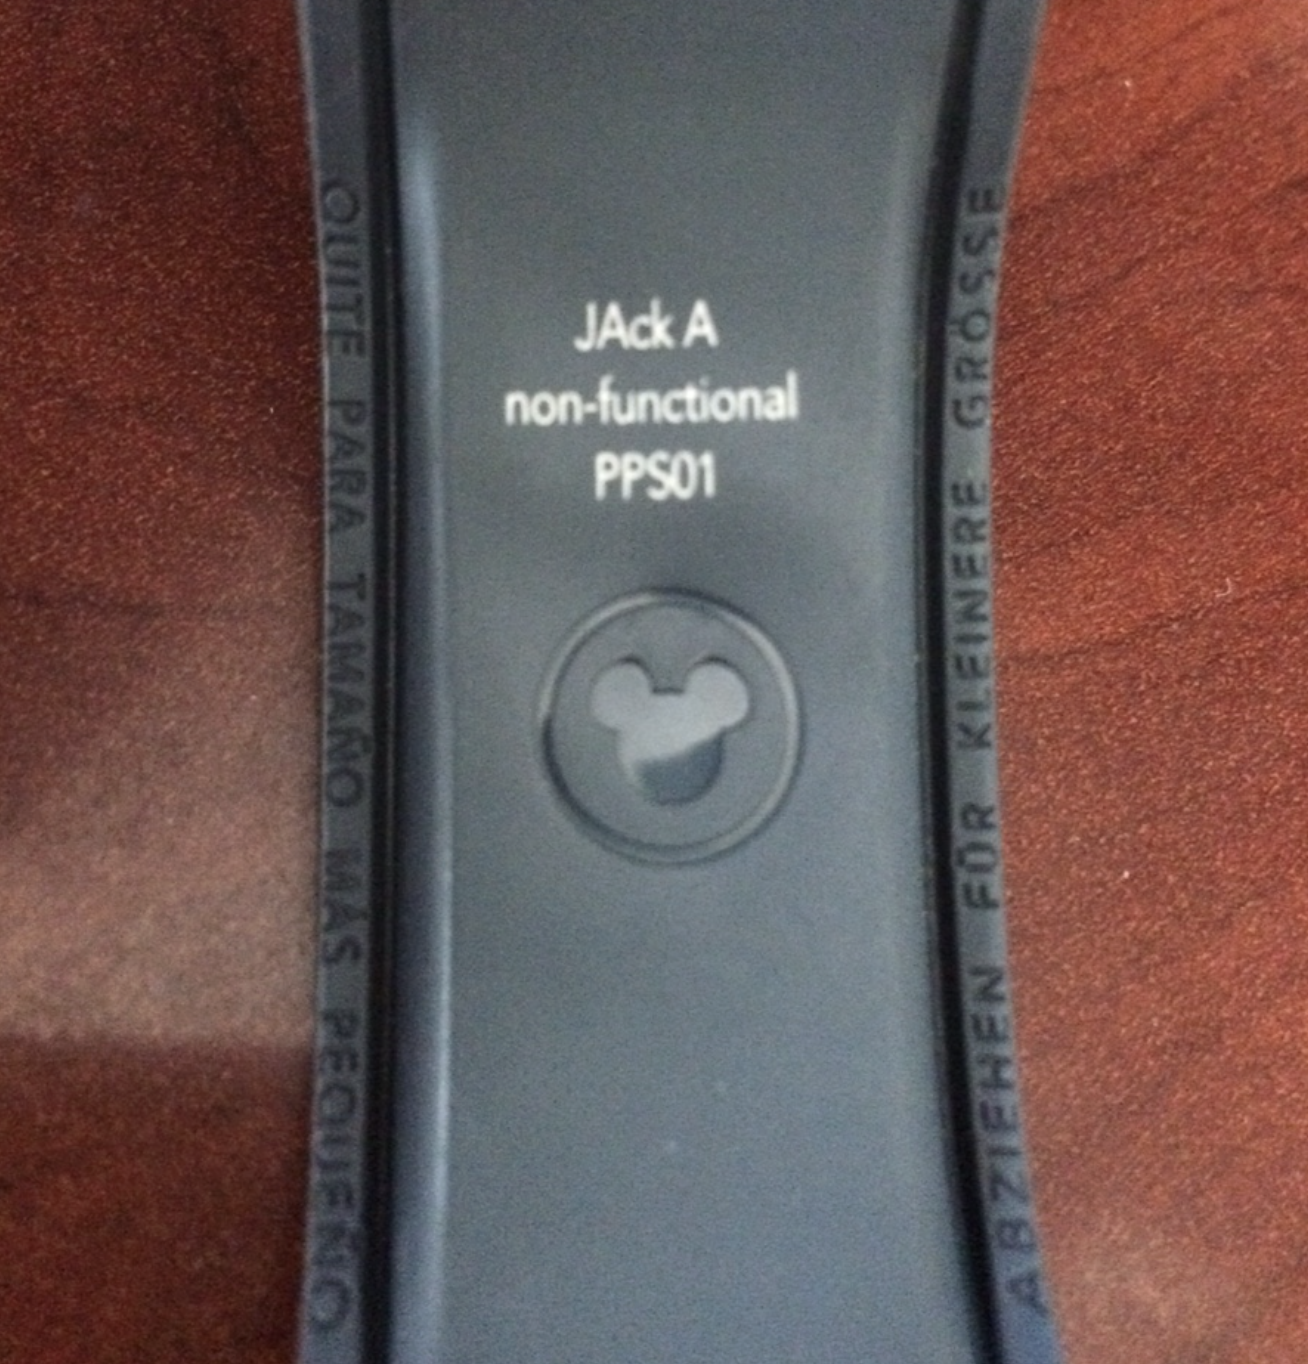 JAck A
non-functional
PPS01
QUITE PARA TAMAÑO MÁS PEQUEÑO
ABZIEHEN FÜR KLEINERE GRÖSSE